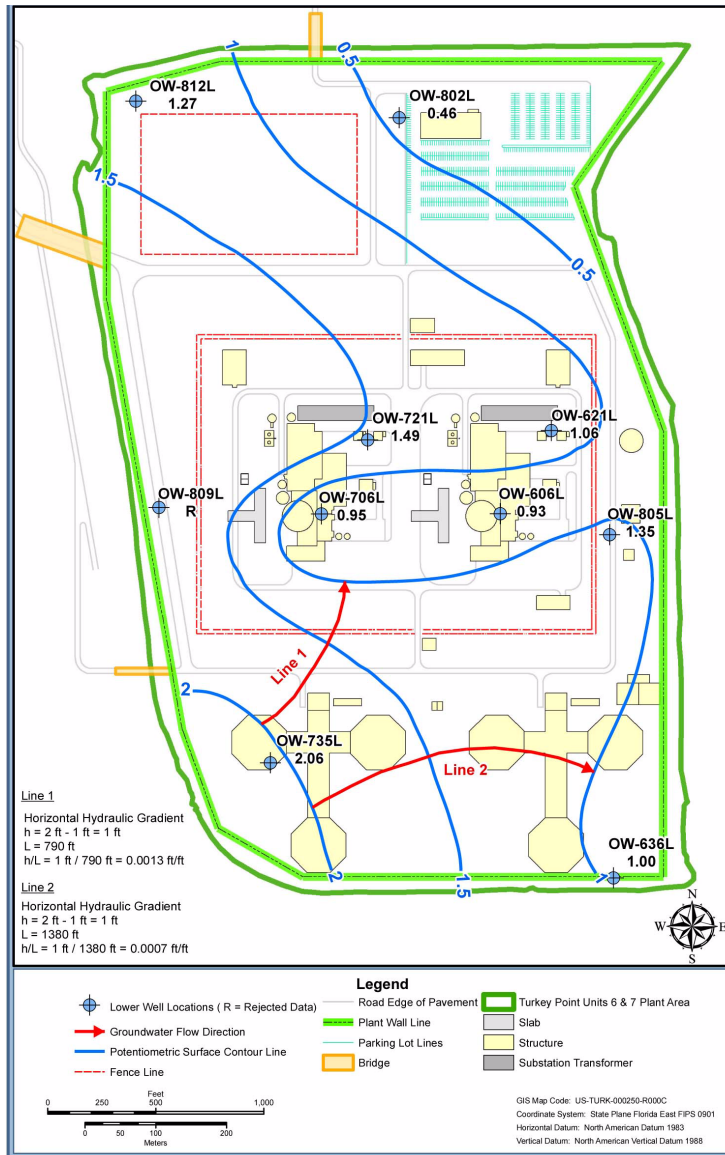 1
0.5
OW-812L
1.27
OW-802L
0.46
1.5
0.5
OW-721L
1.49
OW-621L
1.06
OW-809L
R
OW-706L
0.95
OW-606L
0.93
OW-805L
1.35
Line 1
2
OW-735L
2.06
Line 2
OW-636L
1.00
2
1.5
1
Line 1
Horizontal Hydraulic Gradient
h = 2 ft - 1 ft = 1 ft
L = 790 ft
h/L = 1 ft / 790 ft = 0.0013 ft/ft
Line 2
Horizontal Hydraulic Gradient
h = 2 ft - 1 ft = 1 ft
L = 1380 ft
h/L = 1 ft / 1380 ft = 0.0007 ft/ft
N
W E
S
Legend
Lower Well Locations ( R = Rejected Data)
Groundwater Flow Direction
Potentiometric Surface Contour Line
Fence Line
Road Edge of Pavement
Plant Wall Line
Parking Lot Lines
Bridge
Turkey Point Units 6 & 7 Plant Area
Slab
Structure
Substation Transformer
Feet
0 250 500 1,000
0 50 100 200
Meters
GIS Map Code: US-TURK-000250-R000C
Coordinate System: State Plane Florida East FIPS 0901
Horizontal Datum: North American Datum 1983
Vertical Datum: North American Vertical Datum 1988